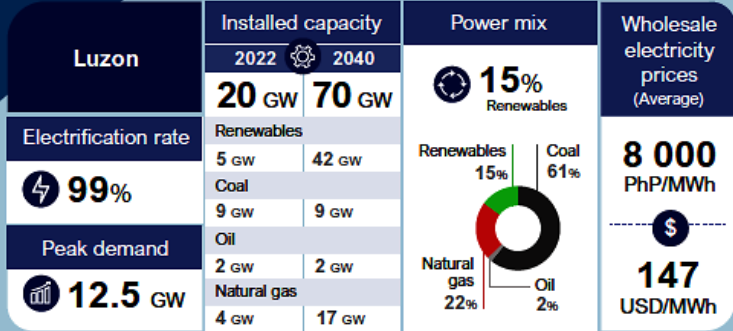 Luzon
Electrification rate
99%
Peak demand
12.5 GW
Installed capacity
2022 2040
20 GW 70 GW
Renewables
5 GW 42 GW
Coal
9 GW 9 GW
Oil
2 GW 2 GW
Natural gas
4 GW 17 GW
Power mix
15%
Renewables
Renewables
15%
Coal
61%
Natural
gas
22%
Oil
2%
Wholesale
electricity
prices
(Average)
8 000
PhP/MWh
$
147
USD/MWh